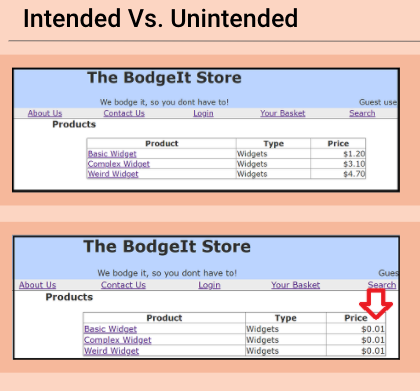 Intended Vs. Unintended
The BodgeIt Store
We bodge it, so you dont have to! Guest use
About Us Contact Us Login Your Basket Search
Products
Product Type Price
Basic Widget Widgets $1.20
Complex Widget Widgets $3.10
Weird Widget Widgets $4.70
The BodgeIt Store
We bodge it, so you dont have to! Gues
About Us Contact Us Login Your Basket Search
Products
Product Type Price
Basic Widget Widgets $0.01
Complex Widget Widgets $0.01
Weird Widget Widgets $0.01